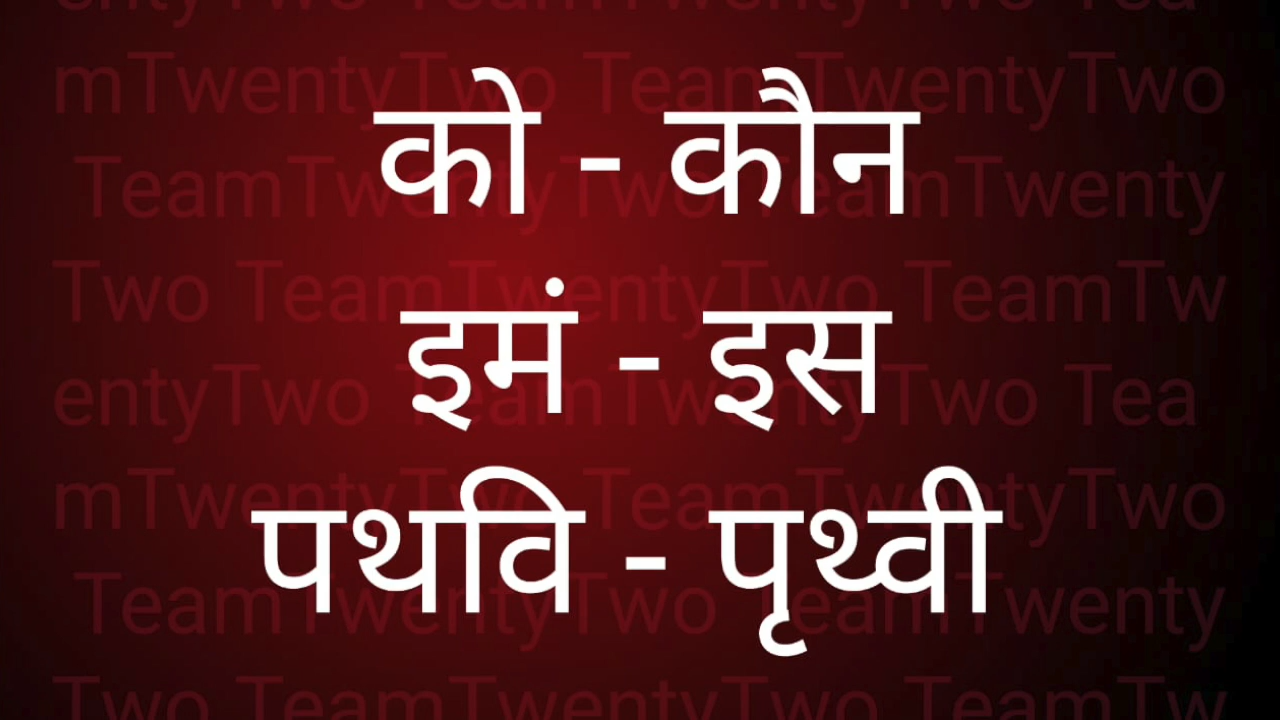 को - कौन
इमं - इस
पथवि - पृथ्वी